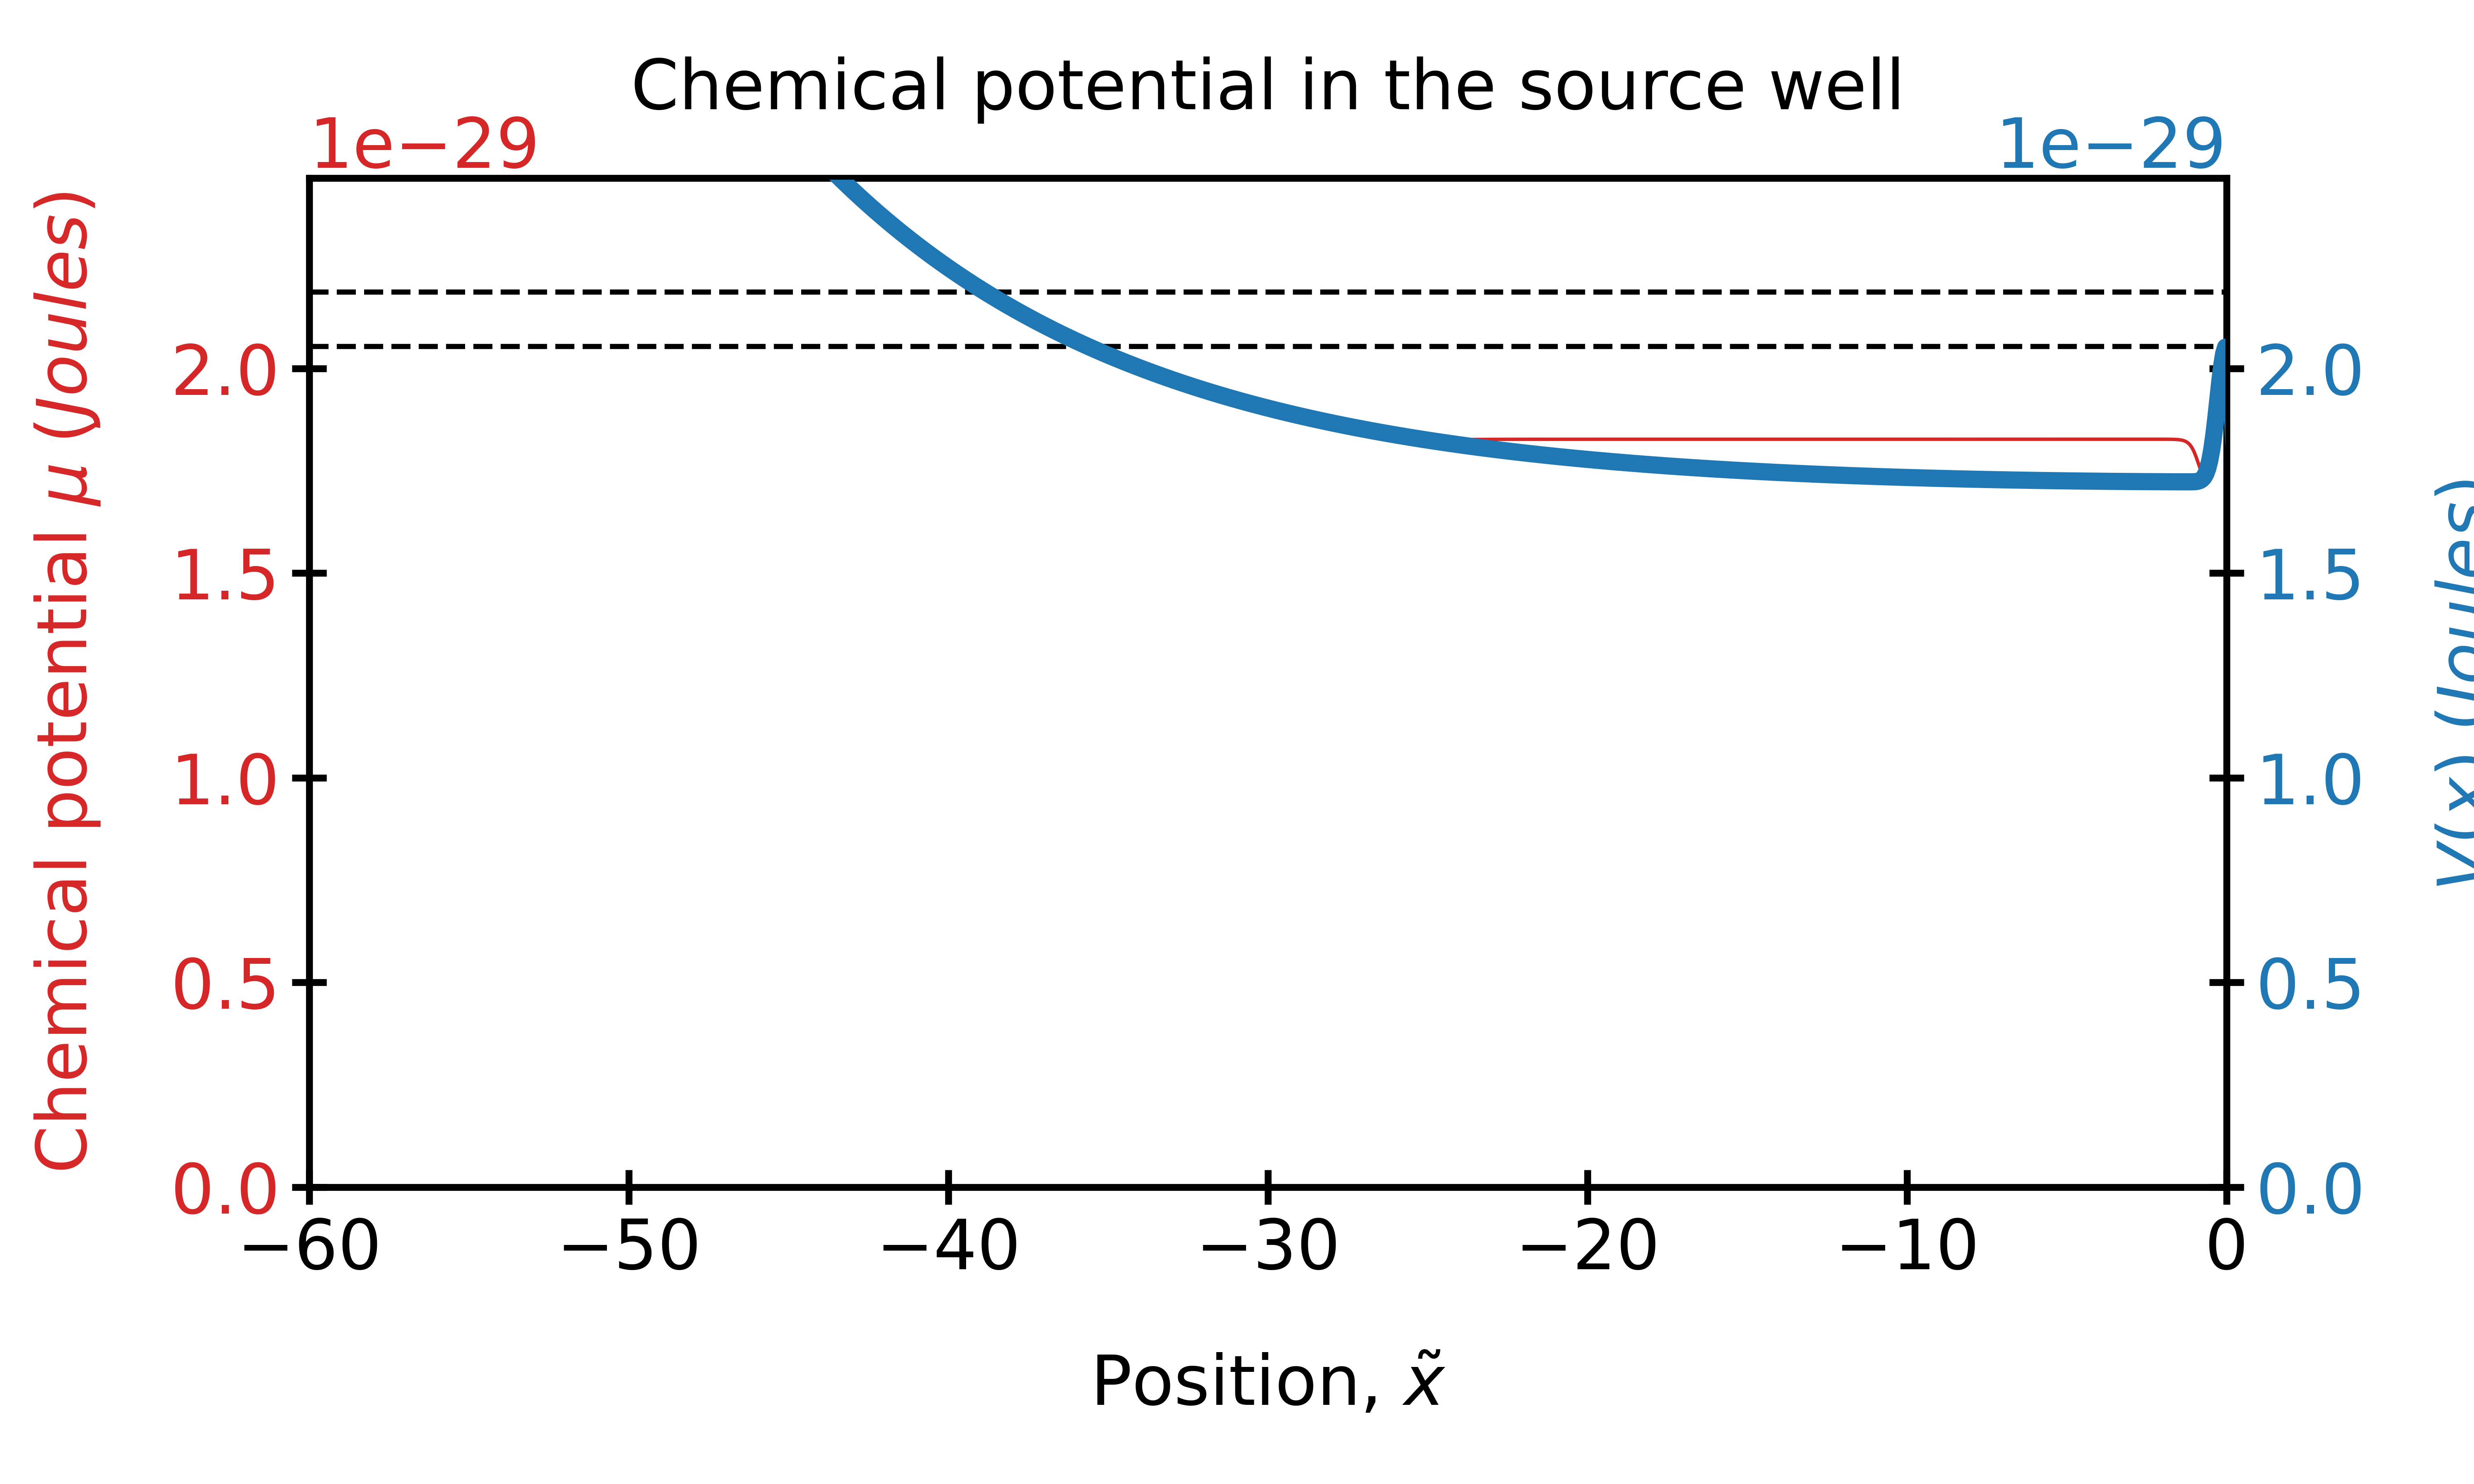 Chemical potential in the source well
1e−29
1e−29
Chemical potential μ (Joules)
2.0
1.5
1.0
0.5
0.0
2.0
1.5
1.0
0.5
0.0
V(x) (Joules)
−60
−50
−40
−30
−20
−10
0
Position, x̃